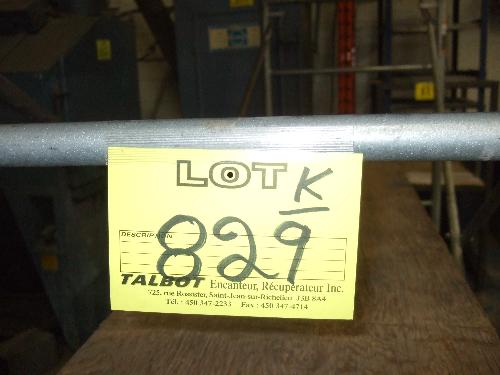 LOT K
DESCRIPTION
829
TALBOT Encanteur, Récupérateur Inc.
725, rue Rossiter, Saint-Jean-sur-Richelieu J3B 8A4
Tél.: 450 347-2233 Fax: 450 347-4714